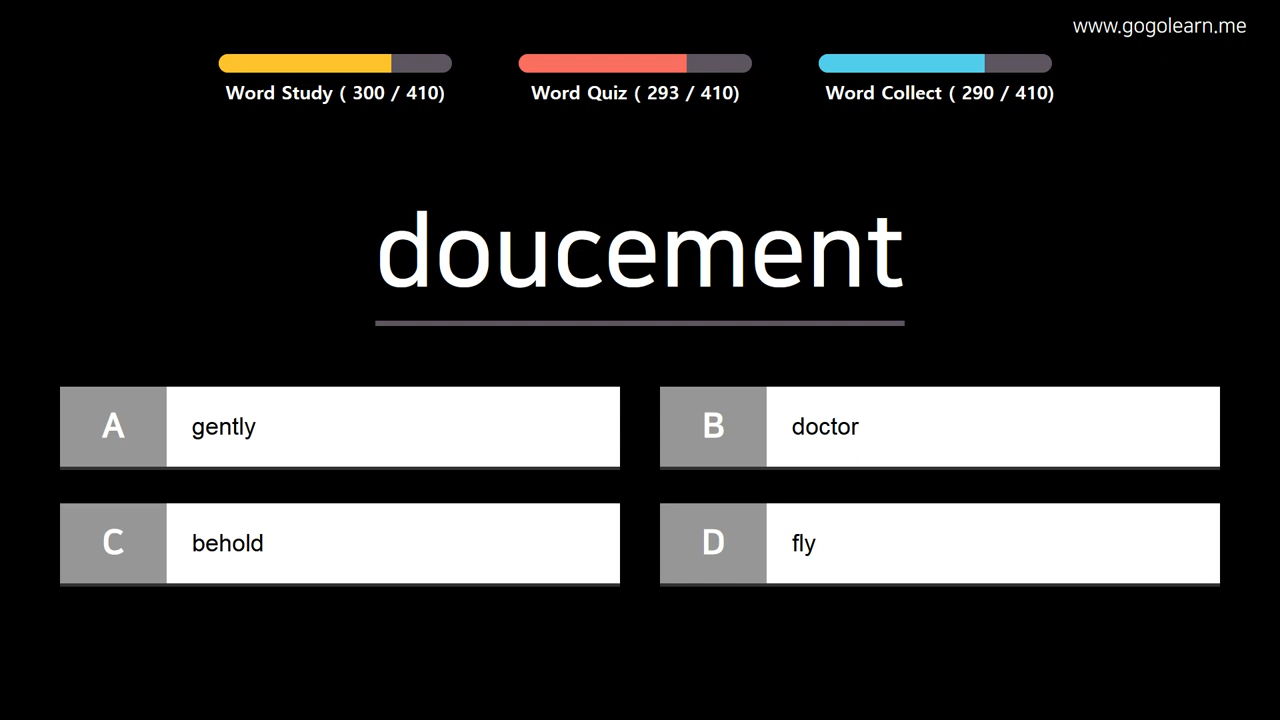 www.gogolearn.me
Word Study ( 300 / 410)
Word Quiz ( 293 / 410)
Word Collect ( 290 / 410)
doucement
A gently
B doctor
C behold
D fly